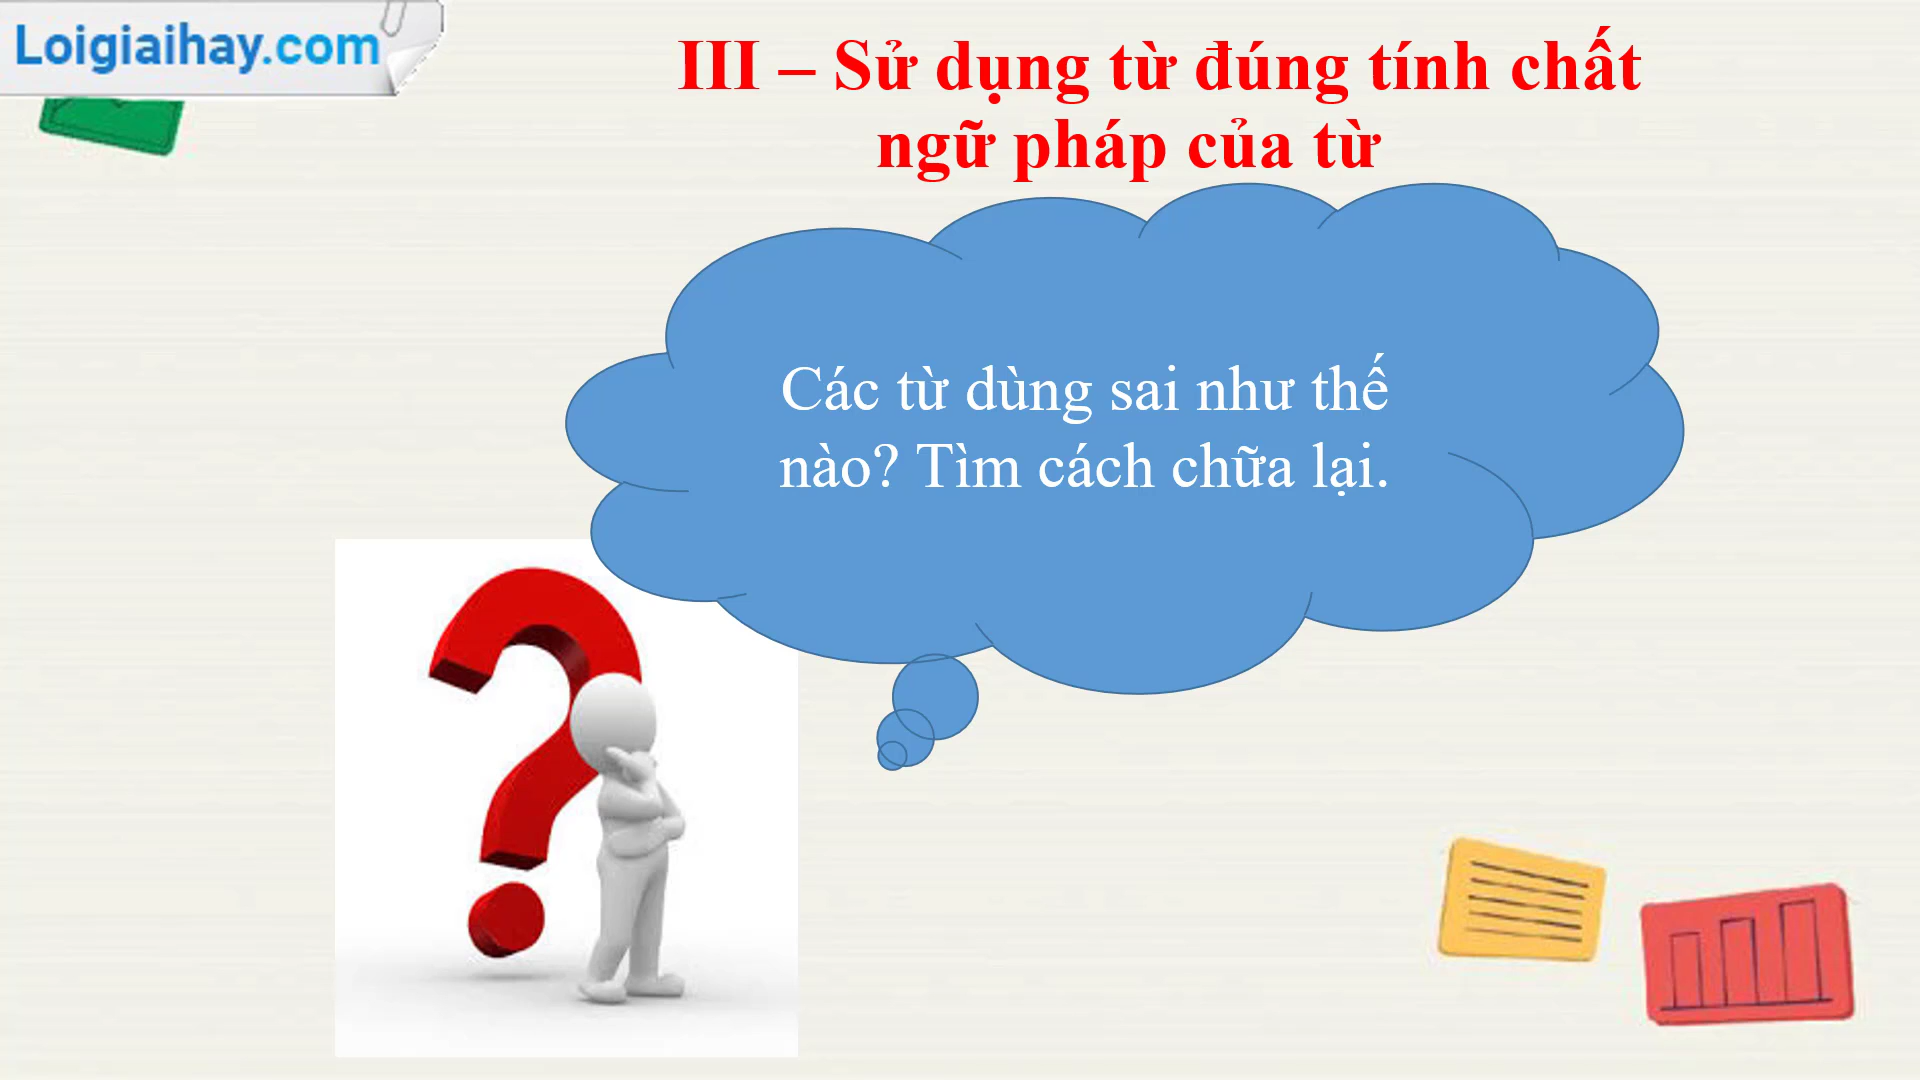 Loigiaihay.com
III – Sử dụng từ đúng tính chất
ngữ pháp của từ
Các từ dùng sai như thế
nào? Tìm cách chữa lại.